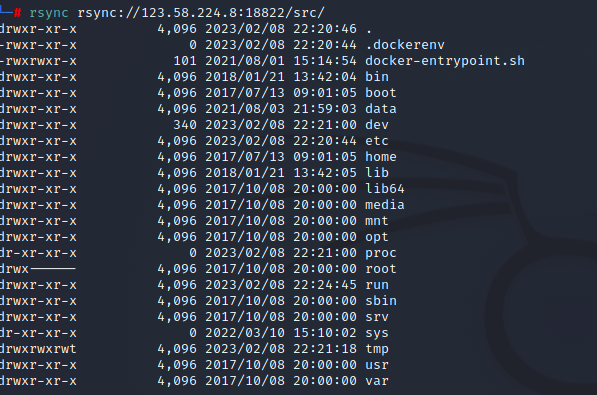 # rsync rsync://123.58.224.8:18822/src/
drwxr-xr-x 4,096 2023/02/08 22:20:46 .
-rwxr-xr-x 0 2023/02/08 22:20:44 .dockerenv
-rwxrwxr-x 101 2021/08/01 15:14:54 docker-entrypoint.sh
drwxr-xr-x 4,096 2018/01/21 13:42:04 bin
drwxr-xr-x 4,096 2017/07/13 09:01:05 boot
drwxr-xr-x 4,096 2021/08/03 21:59:03 data
drwxr-xr-x 340 2023/02/08 22:21:00 dev
drwxr-xr-x 4,096 2023/02/08 22:20:44 etc
drwxr-xr-x 4,096 2017/07/13 09:01:05 home
drwxr-xr-x 4,096 2018/01/21 13:42:05 lib
drwxr-xr-x 4,096 2017/10/08 20:00:00 lib64
drwxr-xr-x 4,096 2017/10/08 20:00:00 media
drwxr-xr-x 4,096 2017/10/08 20:00:00 mnt
drwxr-xr-x 4,096 2017/10/08 20:00:00 opt
dr-xr-xr-x 0 2023/02/08 22:21:00 proc
drwx------ 4,096 2017/10/08 20:00:00 root
drwxr-xr-x 4,096 2023/02/08 22:24:45 run
drwxr-xr-x 4,096 2017/10/08 20:00:00 sbin
drwxr-xr-x 4,096 2017/10/08 20:00:00 srv
dr-xr-xr-x 0 2022/03/10 15:10:02 sys
drwxrwxrwt 4,096 2023/02/08 22:21:18 tmp
drwxr-xr-x 4,096 2017/10/08 20:00:00 usr
drwxr-xr-x 4,096 2017/10/08 20:00:00 var